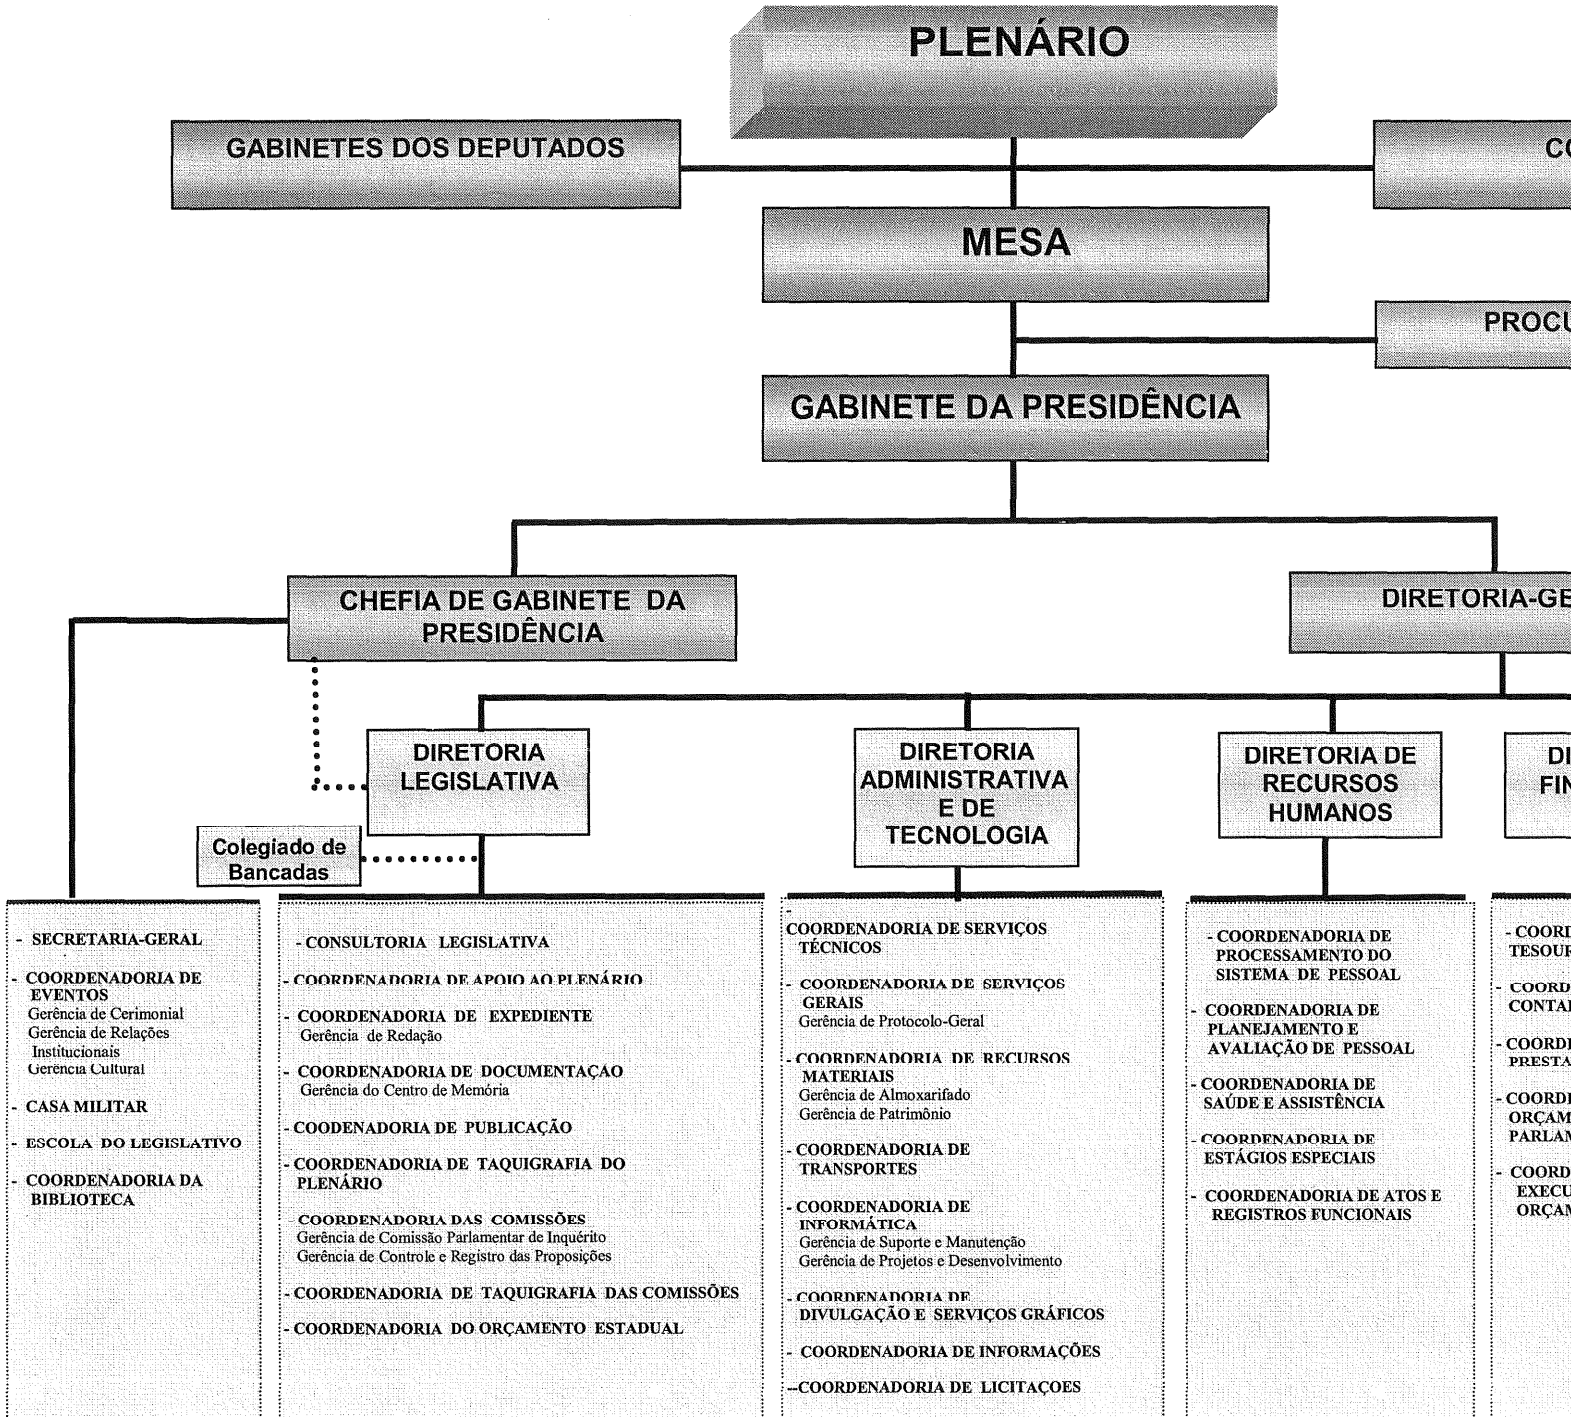 PLENÁRIO
GABINETES DOS DEPUTADOS
MESA
GABINETE DA PRESIDÊNCIA
CHEFIA DE GABINETE DA
PRESIDÊNCIA
DIRETORIA LEGISLATIVA
DIRETORIA
ADMINISTRATIVA
E DE
TECNOLOGIA
DIRETORIA DE
RECURSOS
HUMANOS
Colegiado de
Bancadas
- SECRETARIA-GERAL
- COORDENADORIA DE
EVENTOS
Gerência de Cerimonial
Gerência de Relações
Institucionais
Gerência Cultural
- CASA MILITAR
- ESCOLA DO LEGISLATIVO
- COORDENADORIA DA
BIBLIOTECA
- CONSULTORIA LEGISLATIVA
- COORDENADORIA DE APOIO AO PLENÁRIO
- COORDENADORIA DE EXPEDIENTE
Gerência de Redação
- COORDENADORIA DE DOCUMENTAÇÃO
Gerência do Centro de Memória
- COODENADORIA DE PUBLICAÇÃO
- COORDENADORIA DE TAQUIGRAFIA DO
PLENÁRIO
COORDENADORIA DAS COMISSÕES
Gerência de Comissão Parlamentar de Inquérito
Gerência de Controle e Registro das Proposições
- COORDENADORIA DE TAQUIGRAFIA DAS COMISSÕES
- COORDENADORIA DO ORÇAMENTO ESTADUAL
-
COORDENADORIA DE SERVIÇOS
TÉCNICOS
- COORDENADORIA DE SERVIÇOS
GERAIS
Gerência de Protocolo-Geral
- COORDENADORIA DE RECURSOS
MATERIAIS
Gerência de Almoxarifado
Gerência de Patrimônio
- COORDENADORIA DE
TRANSPORTES
- COORDENADORIA DE
INFORMÁTICA
Gerência de Suporte e Manutenção
Gerência de Projetos e Desenvolvimento
- COORDENADORIA DE
DIVULGAÇÃO E SERVIÇOS GRÁFICOS
- COORDENADORIA DE INFORMAÇÕES
--COORDENADORIA DE LICITAÇOES
- COORDENADORIA DE
PROCESSAMENTO DO
SISTEMA DE PESSOAL
- COORDENADORIA DE
PLANEJAMENTO E
AVALIAÇÃO DE PESSOAL
- COORDENADORIA DE
SAÚDE E ASSISTÊNCIA
- COORDENADORIA DE
ESTÁGIOS ESPECIAIS
- COORDENADORIA DE ATOS E
REGISTROS FUNCIONAIS